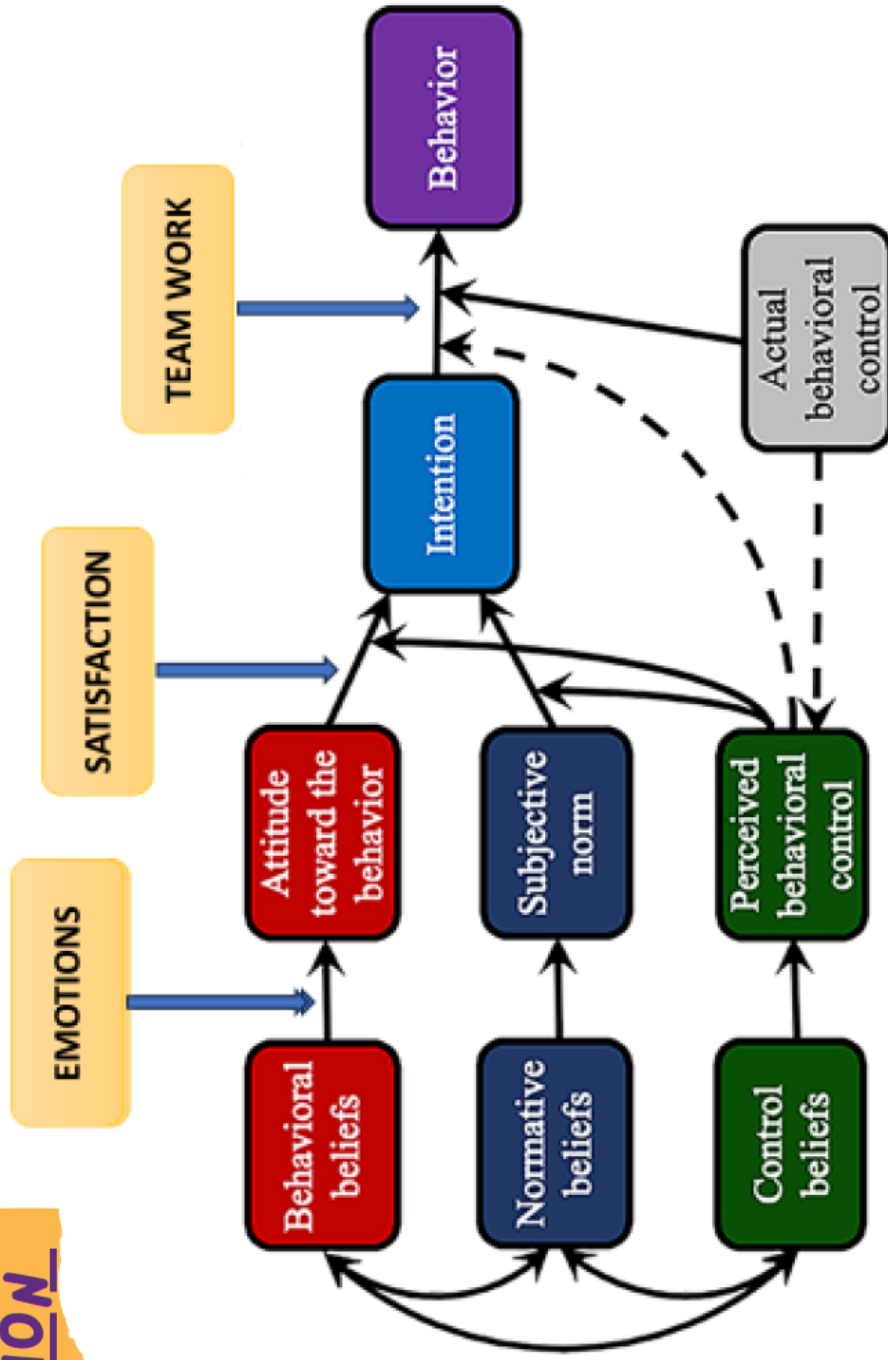 ION
EMOTIONS
SATISFACTION
TEAM WORK
Behavioral
beliefs
Attitude
toward the
behavior
Intention
Behavior
Normative
beliefs
Subjective
norm
Control
beliefs
Perceived
behavioral
control
Actual
behavioral
control